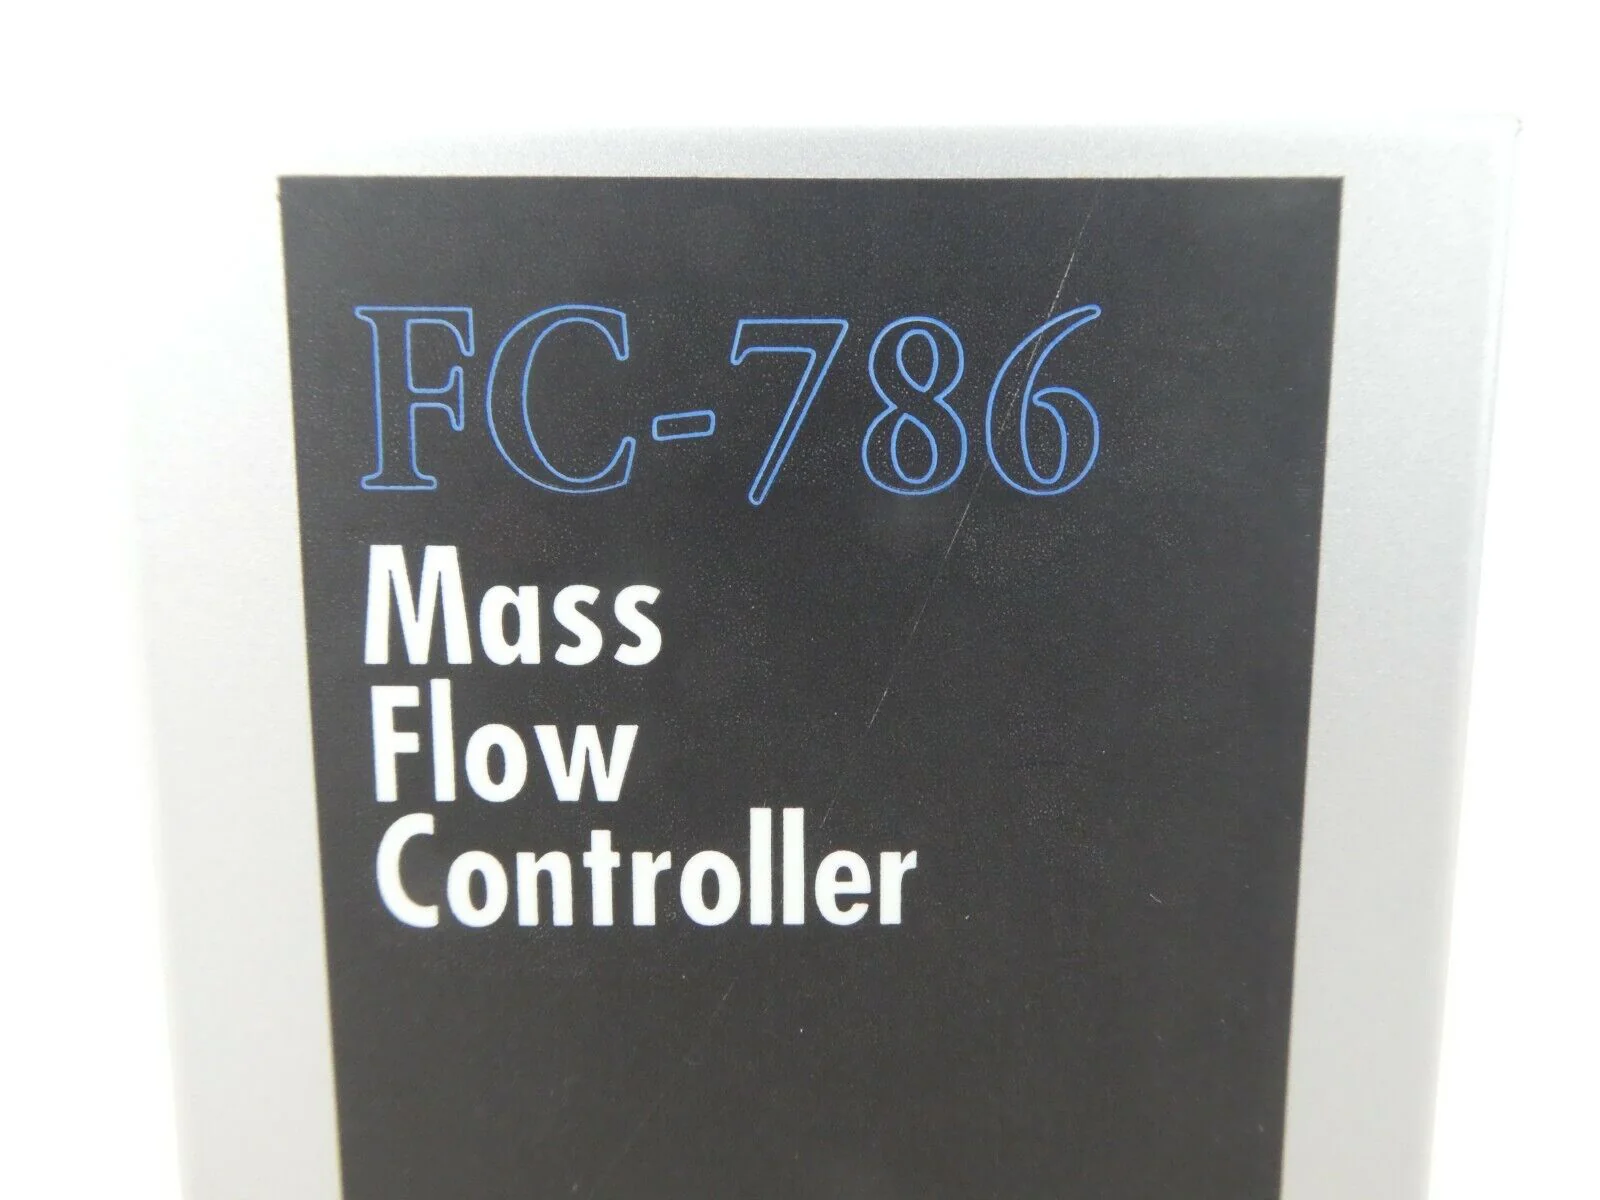 FC-786
Mass
Flow
Controller